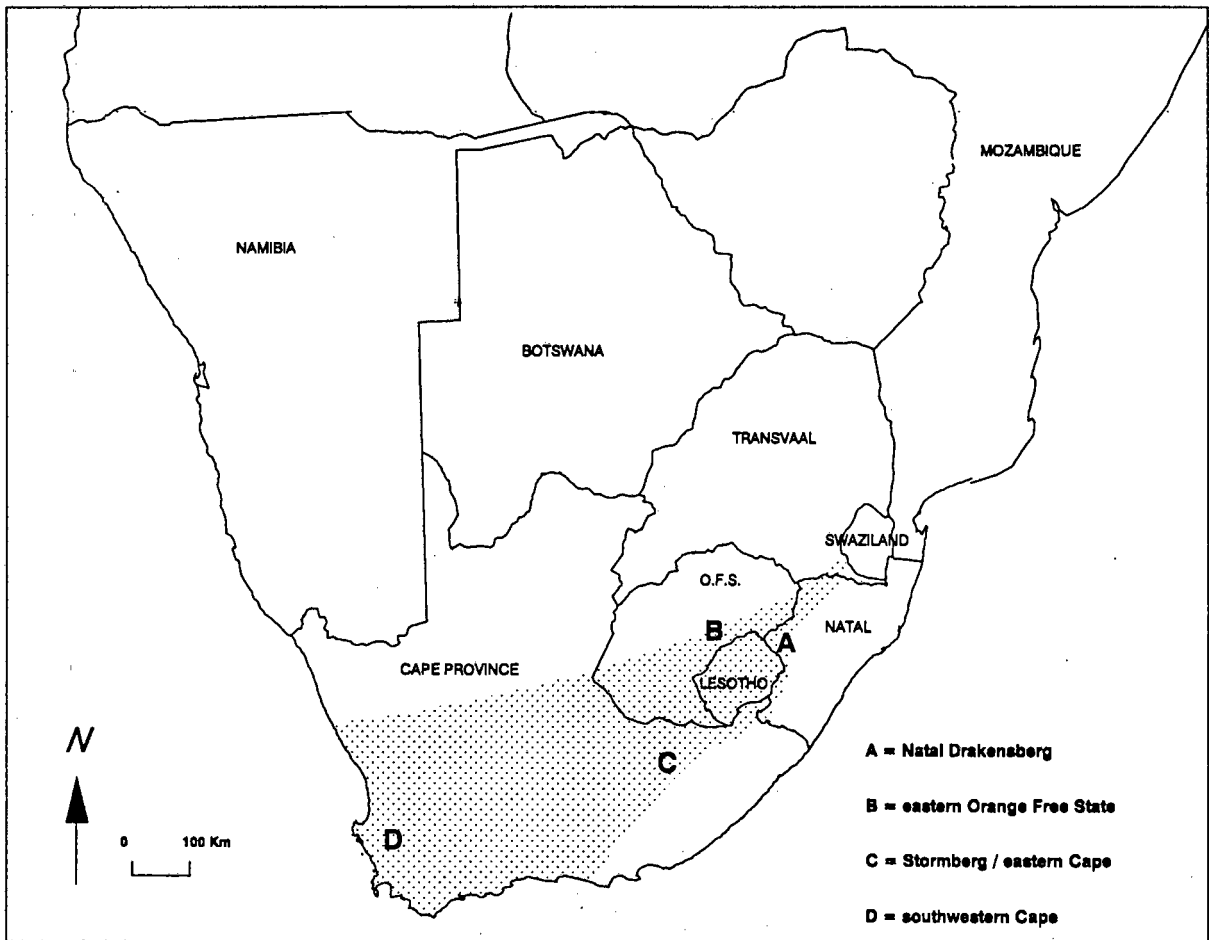 MOZAMBIQUE
NAMIBIA
BOTSWANA
TRANSVAAL
SWAZILAND
O.F.S.
B
A
NATAL
CAPE PROVINCE
LESOTHO
N
C
A = Natal Drakensberg
B = eastern Orange Free State
D
0 100 Km
C = Stormberg / eastern Cape
D = southwestern Cape